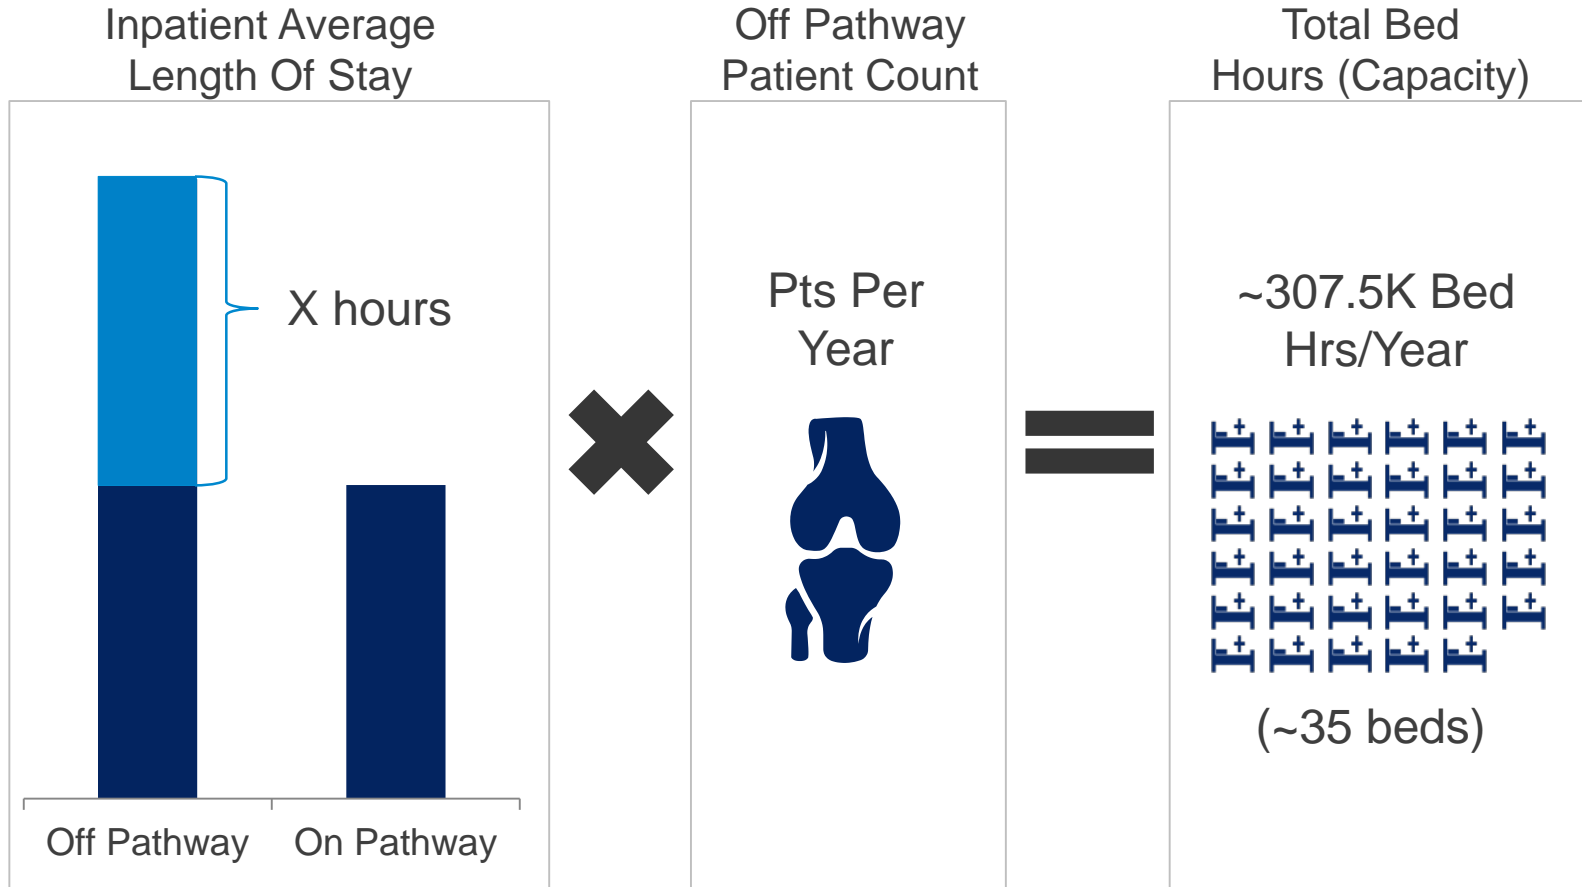 Inpatient Average
Length Of Stay
Off Pathway
Patient Count
Total Bed
Hours (Capacity)
X hours
Pts Per
Year
~307.5K Bed
Hrs/Year
(~35 beds)
Off Pathway
On Pathway